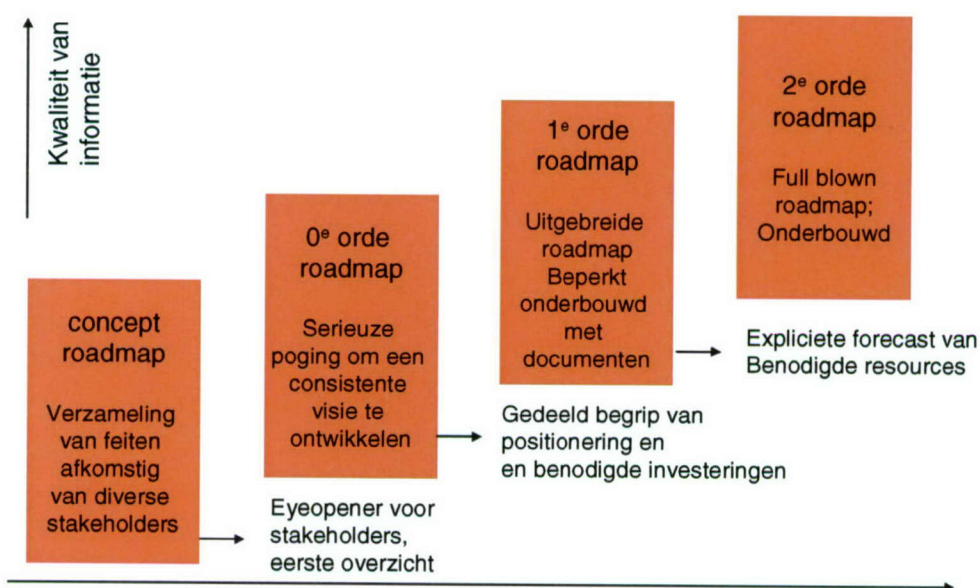 Kwaliteit van
informatie
concept
roadmap
Verzameling
van feiten
afkomstig
van diverse
stakeholders
Eyeopener voor
stakeholders,
eerste overzicht
0e orde
roadmap
Serieuze
poging om een
consistente
visie te
ontwikkelen
Gedeeld begrip van
positionering en
en benodigde investeringen
1e orde
roadmap
Uitgebreide
roadmap
Beperkt
onderbouwd
met
documenten
Expliciete forecast van
Benodigde resources
2e orde
roadmap
Full blown
roadmap;
Onderbouwd